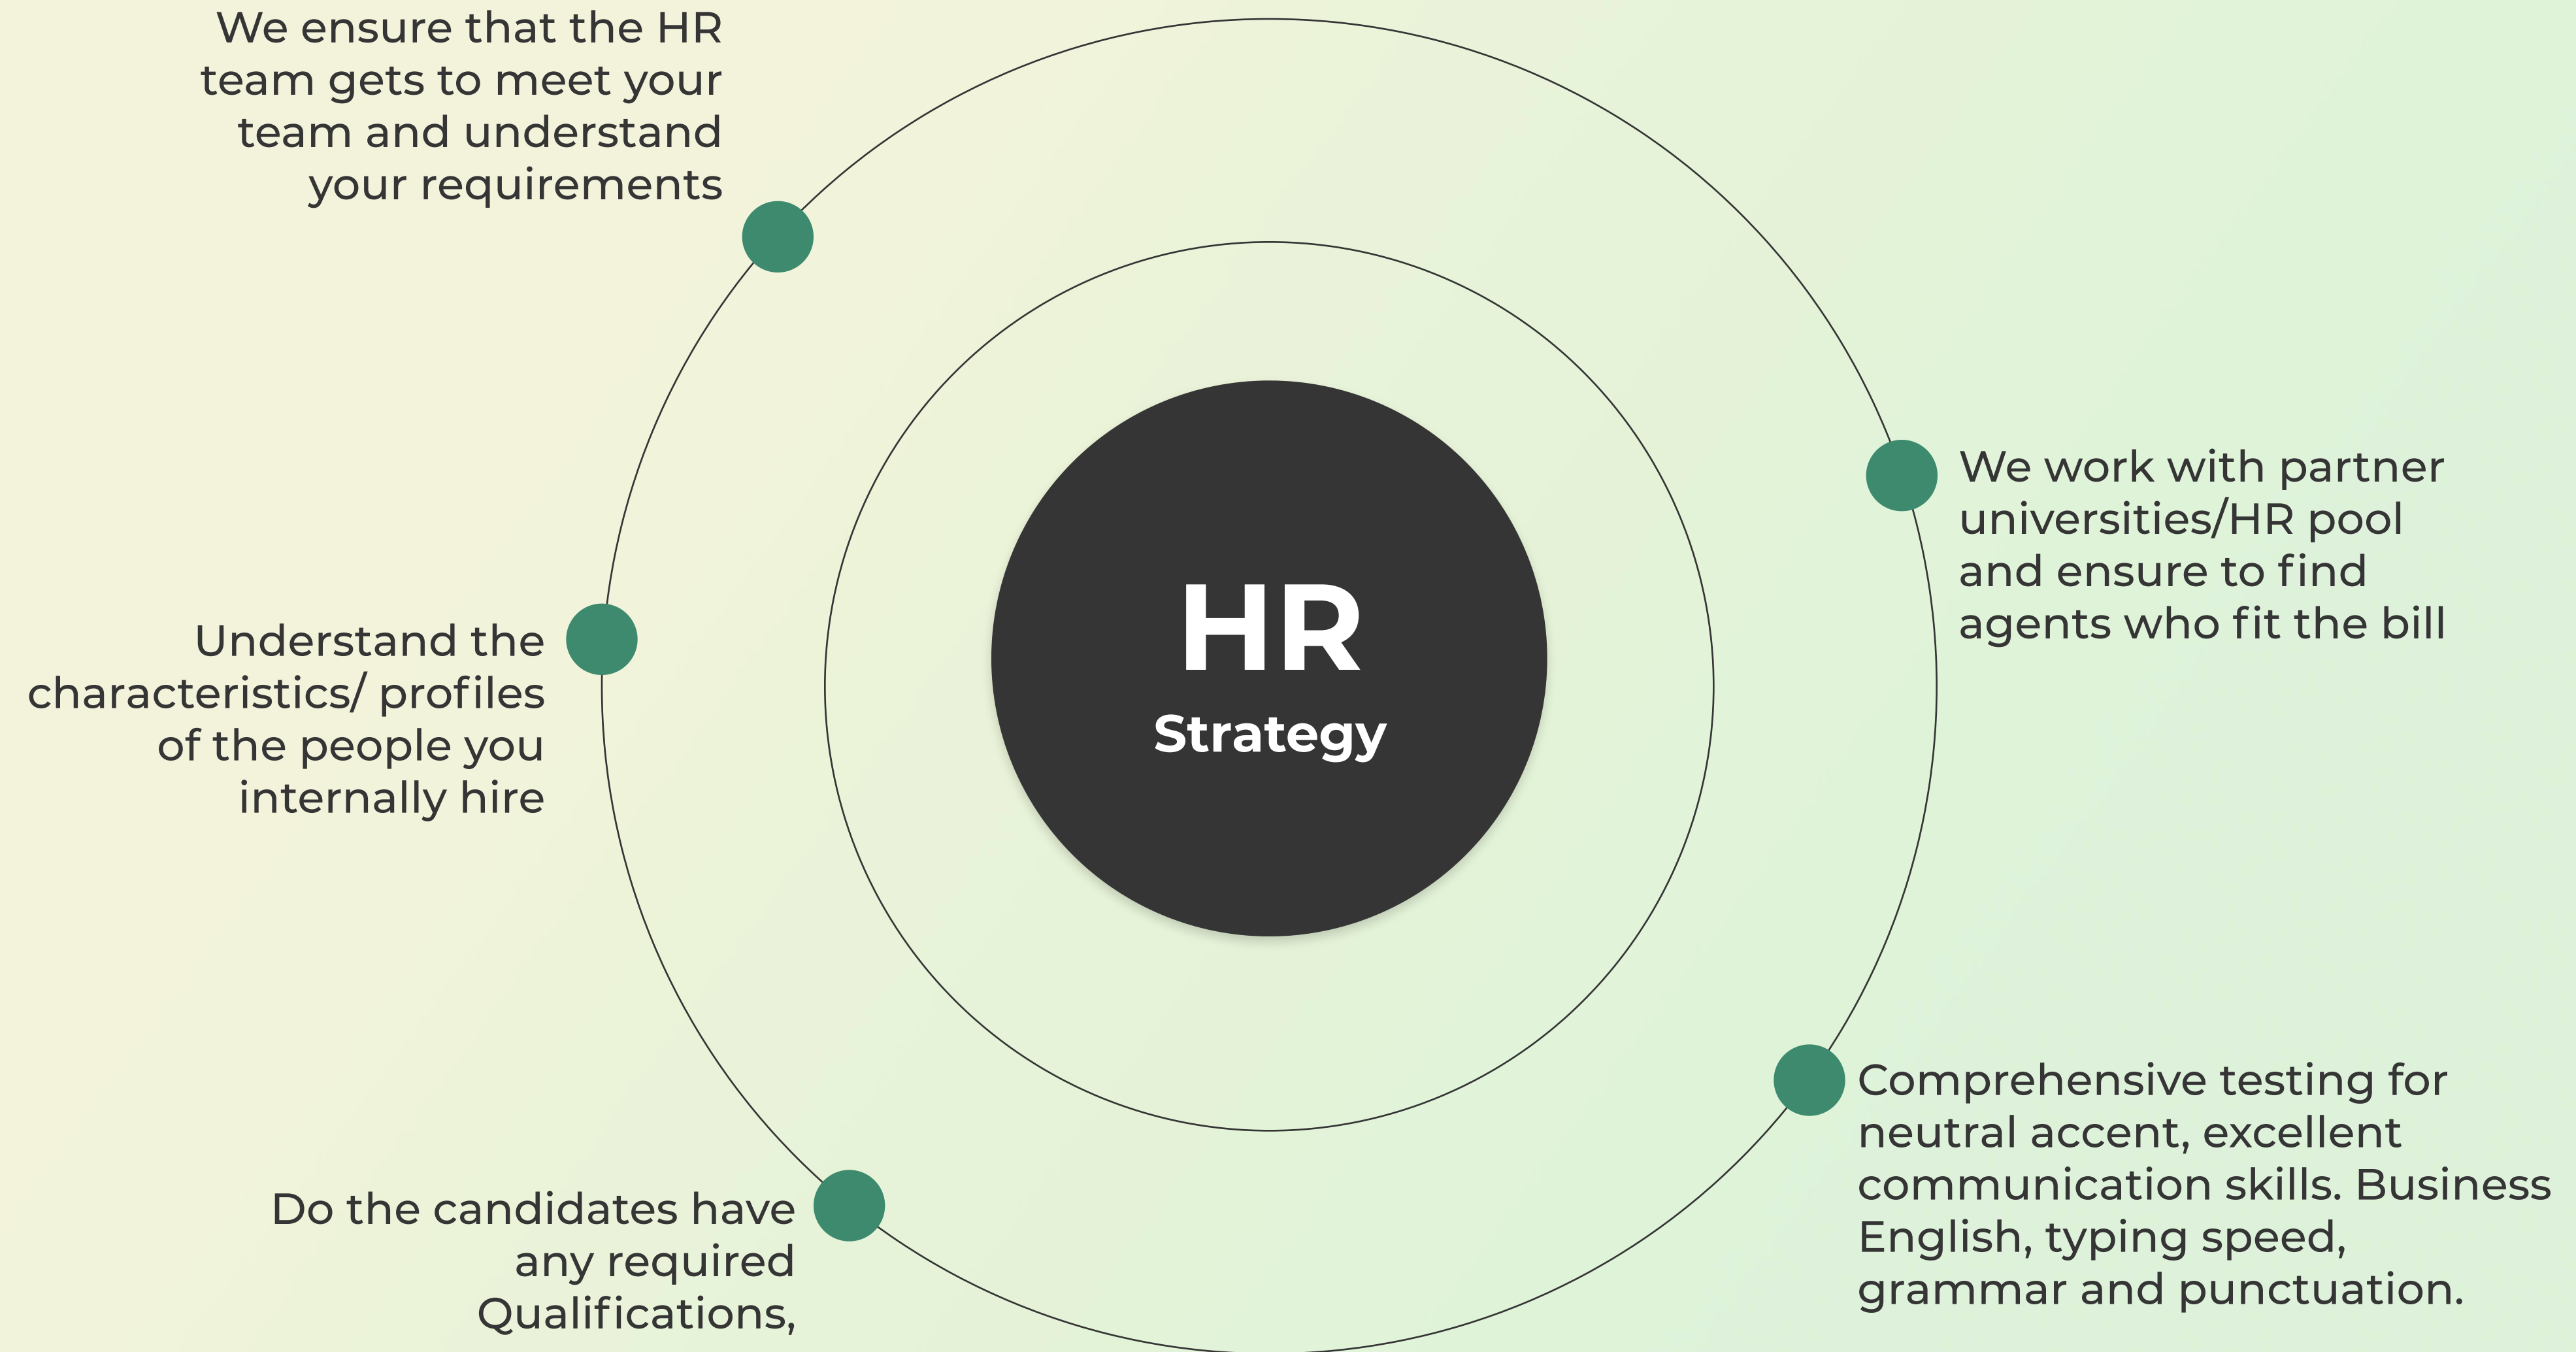 We ensure that the HR
team gets to meet your
team and understand
your requirements
Understand the
characteristics/ profiles
of the people you
internally hire
Do the candidates have
any required
Qualifications,
HR
Strategy
We work with partner
universities/HR pool
and ensure to find
agents who fit the bill
Comprehensive testing for
neutral accent, excellent
communication skills. Business
English, typing speed,
grammar and punctuation.